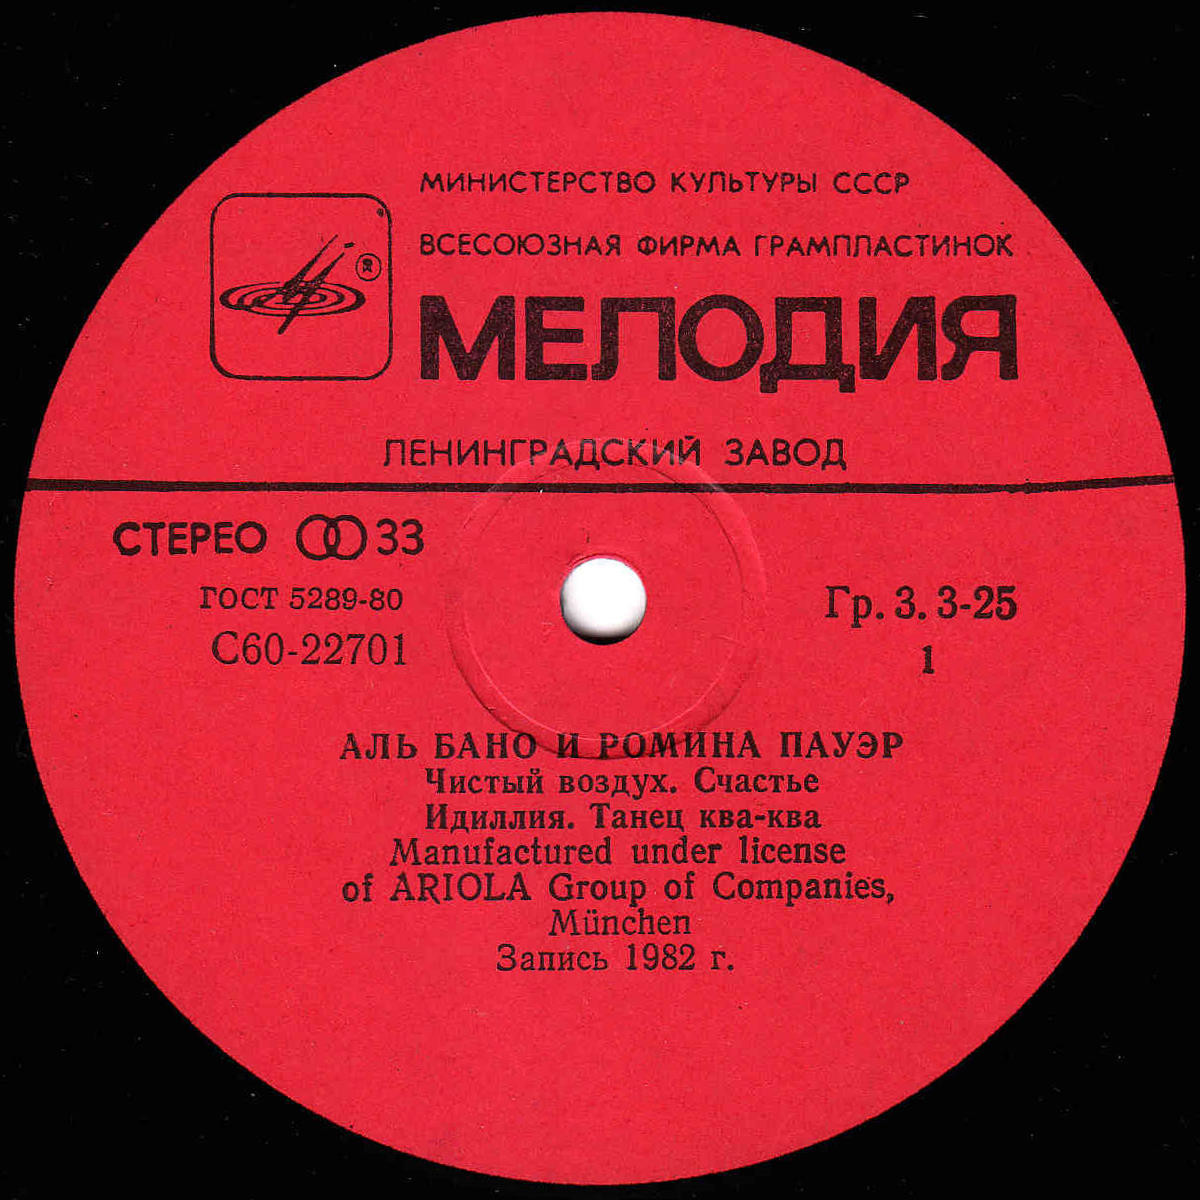 МИНИСТЕРСТВО КУЛЬТУРЫ СССР
ВСЕСОЮЗНАЯ ФИРМА ГРАМПЛАСТИНОК
МЕЛОДИЯ
ЛЕНИНГРАДСКИЙ ЗАВОД
СТЕРЕО 33
ГОСТ 5289-80
С60-22701
Гр. 3. 3-25
1
АЛЬ БАНО И РОМИНА ПАУЭР
Чистый воздух. Счастье
Идиллия. Танец ква-ква
Manufactured under license
of ARIOLA Group of Companies,
München
Запись 1982 г.